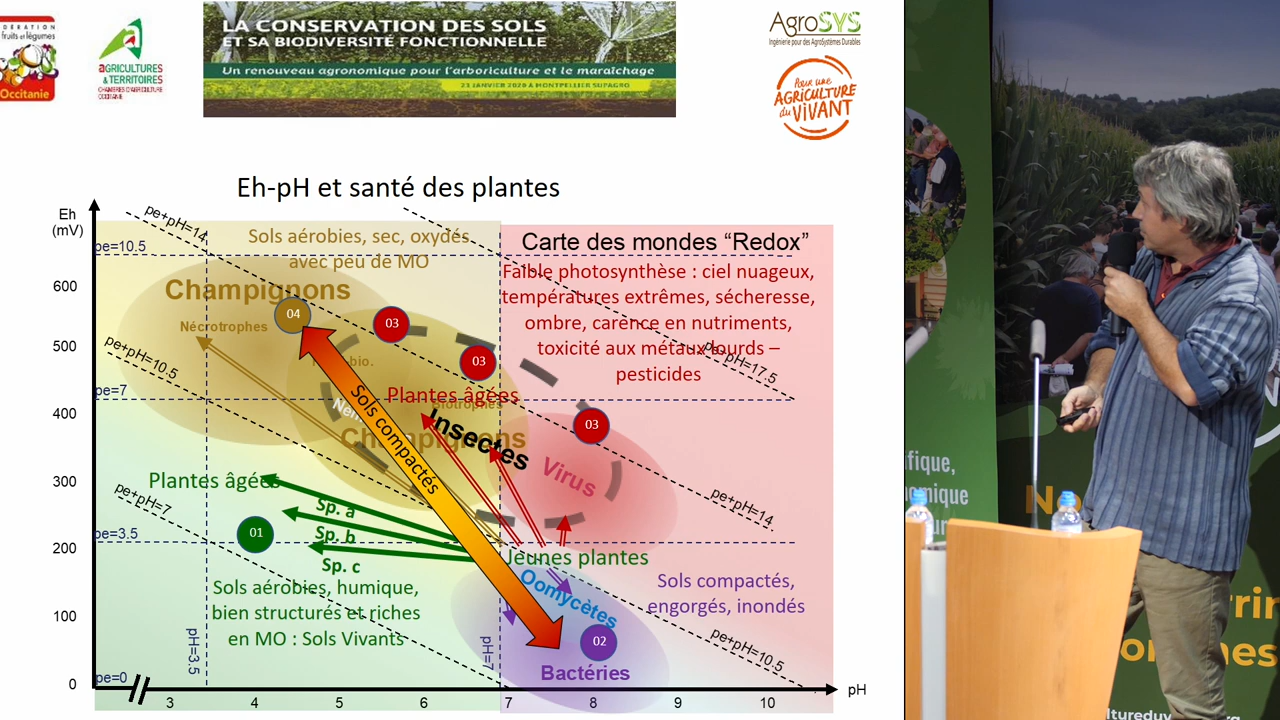 FÉDÉRATION
fruits et légumes
Occitanie
AGRICULTURES
& TERRITOIRES
CHAMBRES D'AGRICULTURE
OCCITANIE
LA CONSERVATION DES SOLS
ET SA BIODIVERSITÉ FONCTIONNELLE
Un renouveau agronomique pour l'arboriculture et le maraîchage
21 JANVIER 2020 A MONTPELLIER SUPAGRO
AgroSYS
Ingénierie pour des AgroSystèmes Durables
Pour une
AGRICULTURE
du VIVANT
Eh-pH et santé des plantes
Eh
(mV)
600
500
400
300
200
100
0
pe=10.5
pe=7
pe=3.5
pe=0
pe+pH=14
pe+pH=10.5
pe+pH=7
Sols aérobies, sec, oxydés
avec peu de MO
Carte des mondes “Redox”
Faible photosynthèse : ciel nuageux,
températures extrêmes, sécheresse,
ombre, carence en nutriments,
toxicité aux métaux lourds –
pesticides
pe+pH=17.5
Champignons
Nécrotrophes
04
03
03
03
bio.
Plantes âgées
Biotrophes
Champignons
Insectes
Virus
Sols compactés
Plantes âgées
Sp. a
Sp. b
Sp. c
01
Jeunes plantes
Sols aérobies, humique,
bien structurés et riches
en MO : Sols Vivants
pe+pH=14
Sols compactés,
engorgés, inondés
Oomycètes
02
Bactéries
pe+pH=10.5
pH=3.5
pH=7
3
4
5
6
7
8
9
10
pH